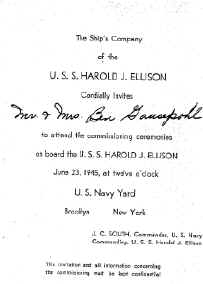 The Ship's Company
of the
U. S. S. HAROLD J. ELLISON
Cordially Invites
Mr. & Mrs. Ben Gausepohl
to attend the commissioning ceremonies
on board the U. S. S. HAROLD J. ELLISON
June 23, 1945, at twelve o'clock
U. S. Navy Yard
Brooklyn New York
J. C. SOUTH, Commander, U. S. Navy
Commanding, U. S. S. Harold J. Ellison
This invitation and all information concerning
the commissioning must be kept confidential